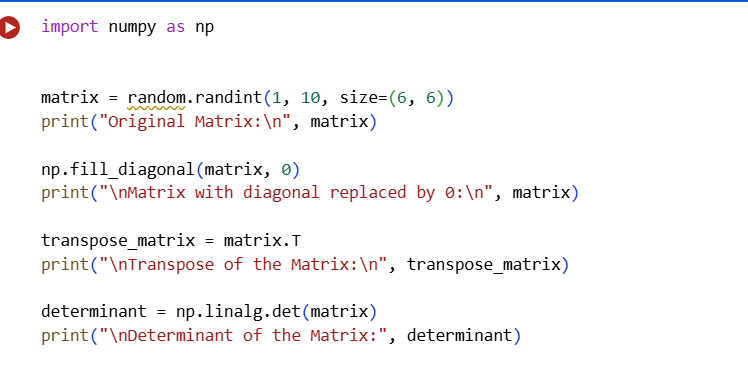 import numpy as np
matrix = random.randint(1, 10, size=(6, 6))
print("Original Matrix:\n", matrix)
np.fill_diagonal(matrix, 0)
print("\nMatrix with diagonal replaced by 0:\n", matrix)
transpose_matrix = matrix.T
print("\nTranspose of the Matrix:\n", transpose_matrix)
determinant = np.linalg.det(matrix)
print("\nDeterminant of the Matrix:", determinant)